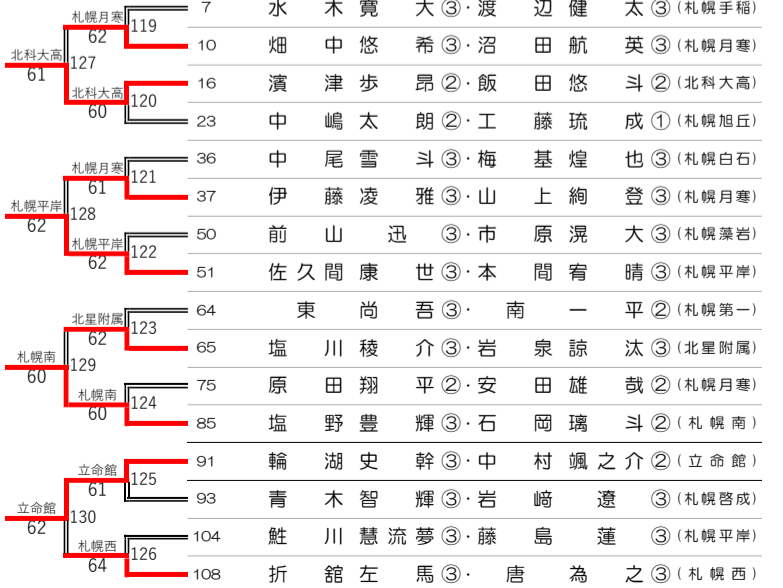 7 水木寛大③・渡辺健太③(札幌手稲)
札幌月寒 119
62
10 畑中悠希③・沼田航英③(札幌月寒)
北科大高 127
61
16 濱津歩昂②・飯田悠斗②(北科大高)
北科大高 120
60
23 中嶋太朗②・工藤琉成①(札幌旭丘)
36 中尾雪斗③・梅基煌也③(札幌白石)
札幌月寒 121
61
37 伊藤凌雅③・山上絢登③(札幌月寒)
札幌平岸 128
62
50 前山迅③・市原滉大③(札幌藻岩)
札幌平岸 122
62
51 佐久間康世③・本間宥晴③(札幌平岸)
64 東尚吾③・南一平②(札幌第一)
北星附属 123
62
65 塩川稜介③・岩泉諒汰③(北星附属)
札幌南 129
60
75 原田翔平②・安田雄哉②(札幌月寒)
札幌南 124
60
85 塩野豊輝③・石岡璃斗②(札幌南)
91 輪湖史幹③・中村颯之介②(立命館)
立命館 125
61
93 青木智輝③・岩﨑遼③(札幌啓成)
立命館 130
62
104 鮏川慧流夢③・藤島蓮③(札幌平岸)
札幌西 126
64
108 折舘左馬③・唐為之③(札幌西)